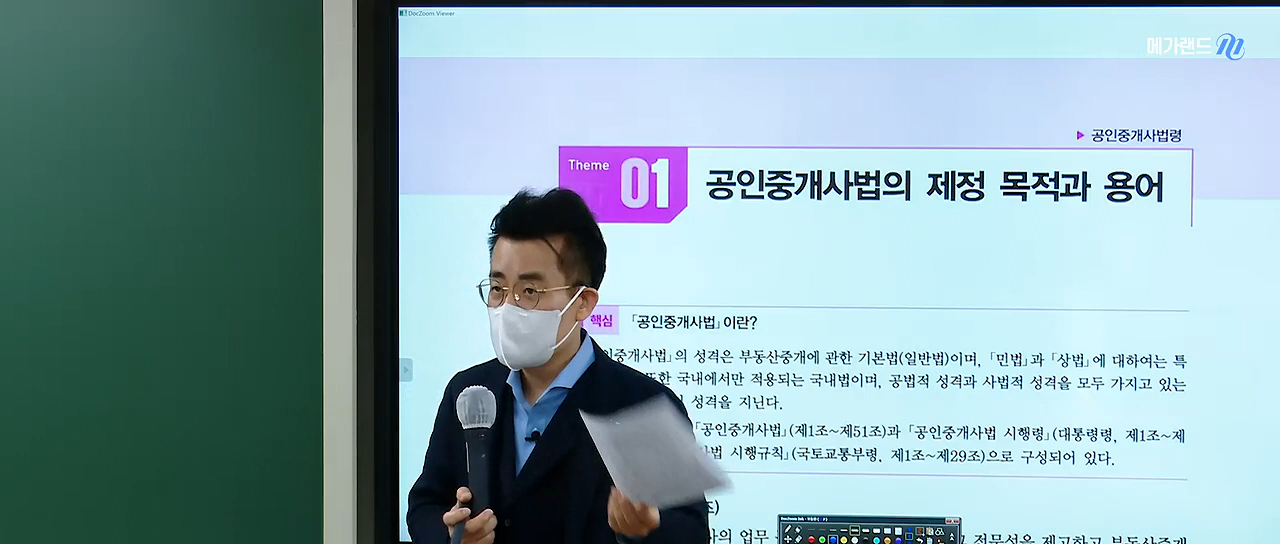 DocZoom Viewer
메가랜드
▶ 공인중개사법령
Theme 01 공인중개사법의 제정 목적과 용어
핵심 「공인중개사법」이란?
인중개사법」의 성격은 부동산중개에 관한 기본법(일반법)이며, 「민법」과 「상법」에 대하여는 특
또한 국내에서만 적용되는 국내법이며, 공법적 성격과 사법적 성격을 모두 가지고 있는
성격을 지닌다.
「공인중개사법」(제1조~제51조)과 「공인중개사법 시행령」(대통령령, 제1조~제
사법 시행규칙」(국토교통부령, 제1조~제29조)으로 구성되어 있다.
조)
사의 업무 전문성을 제고하고 부동산중개